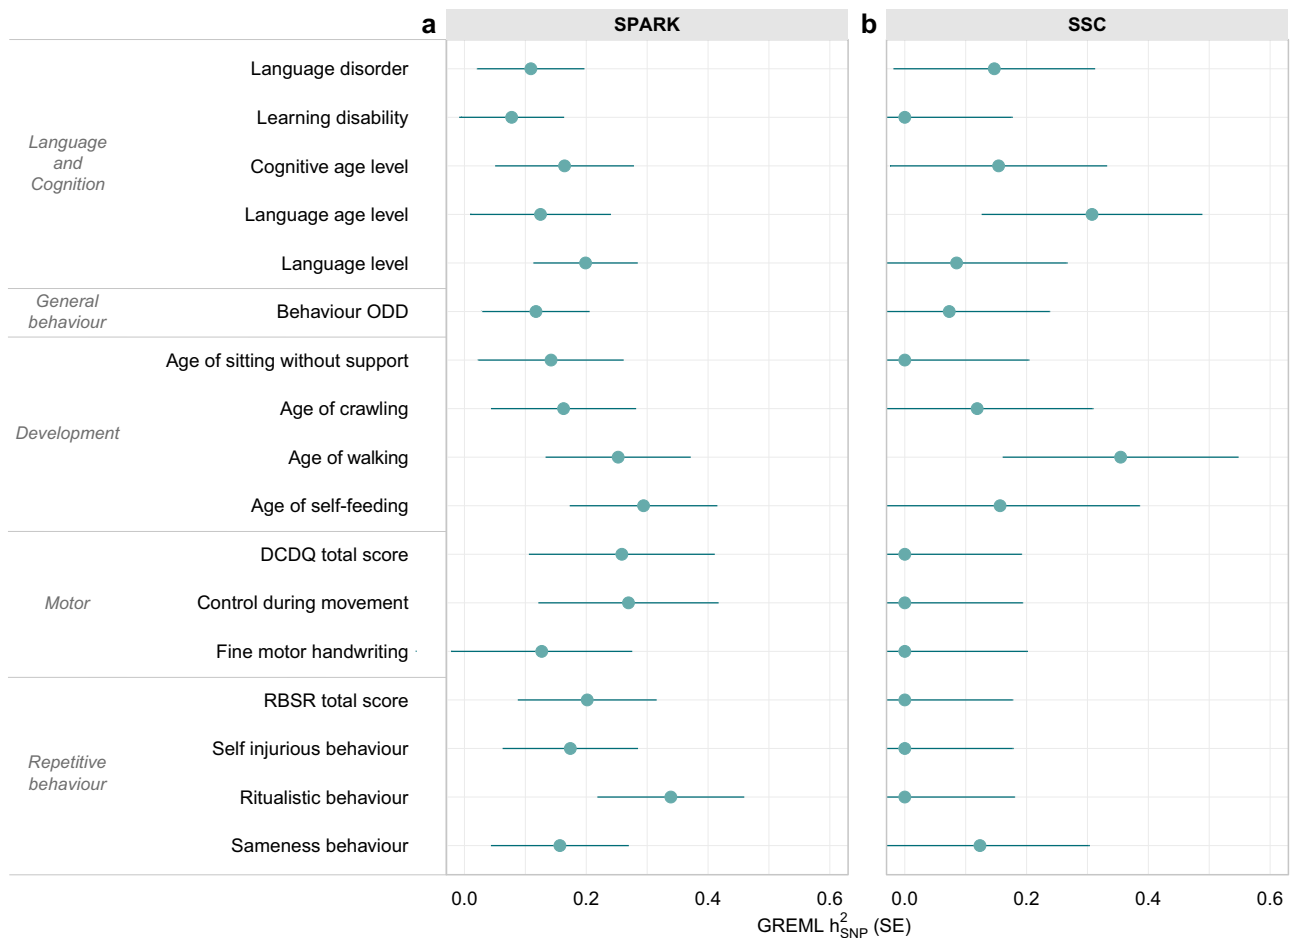 a SPARK b SSC
Language
and
Cognition
Language disorder
Learning disability
Cognitive age level
Language age level
Language level
General
behaviour
Behaviour ODD
Development
Age of sitting without support
Age of crawling
Age of walking
Age of self-feeding
Motor
DCDQ total score
Control during movement
Fine motor handwriting
Repetitive
behaviour
RBSR total score
Self injurious behaviour
Ritualistic behaviour
Sameness behaviour
0.0 0.2 0.4 0.6 0.0 0.2 0.4 0.6
GREML h²SNP (SE)